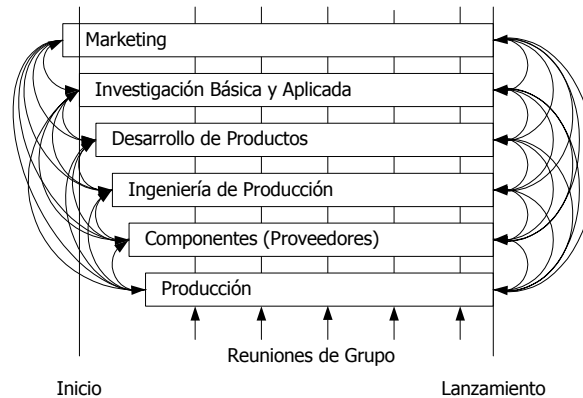 Marketing
Investigación Básica y Aplicada
Desarrollo de Productos
Ingeniería de Producción
Componentes (Proveedores)
Producción
Reuniones de Grupo
Inicio
Lanzamiento